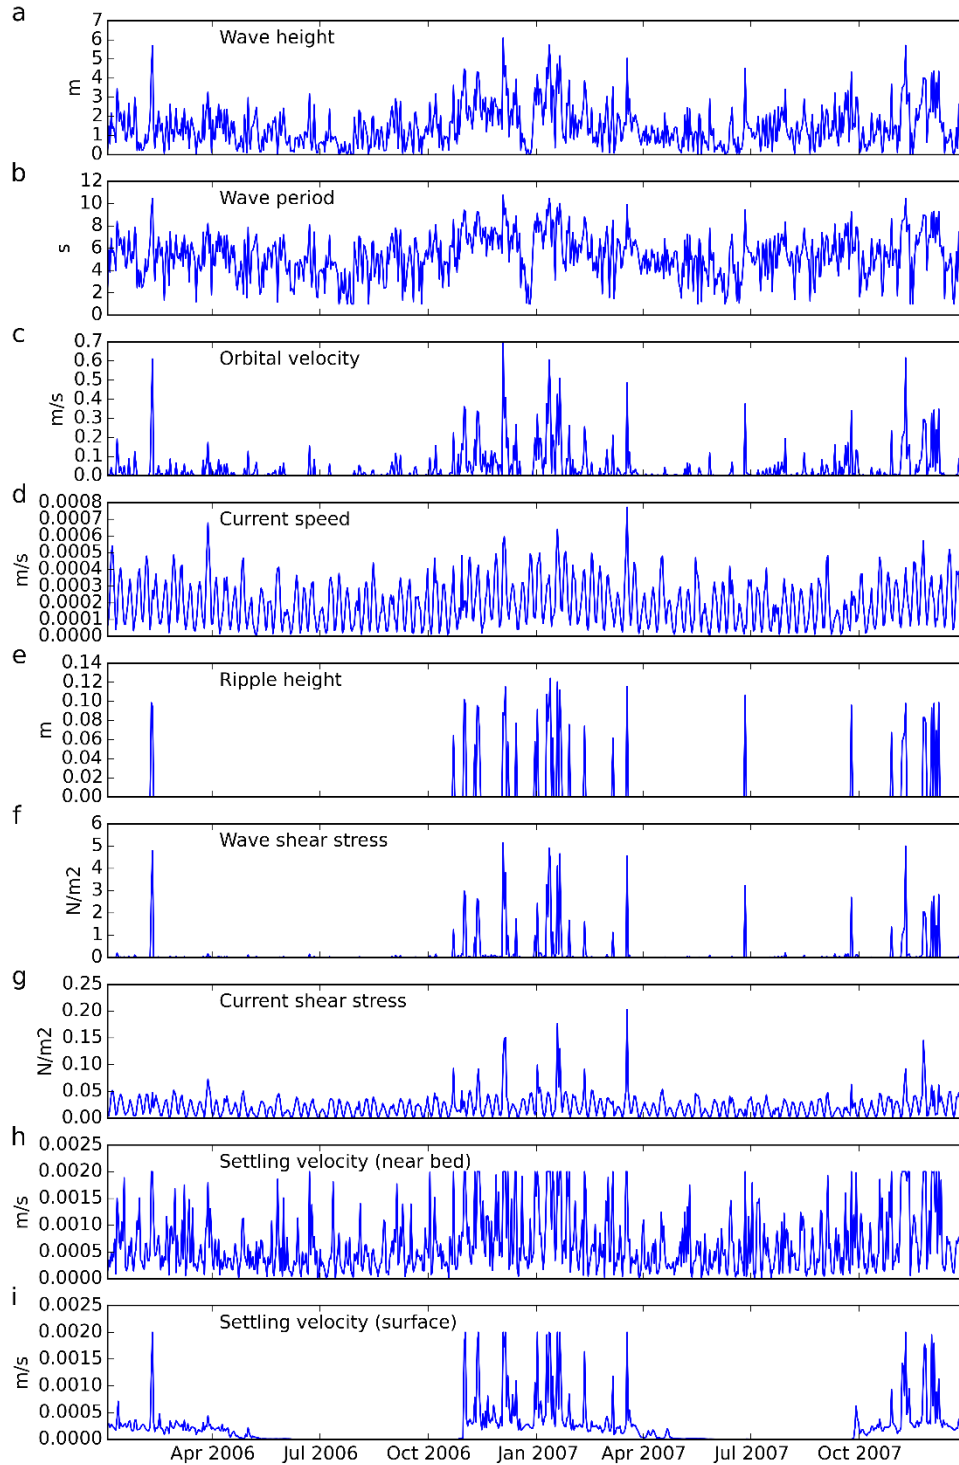 a
Wave height
7
6
5
4
3
2
1
0
m
b
Wave period
12
10
8
6
4
2
0
s
c
Orbital velocity
0.7
0.6
0.5
0.4
0.3
0.2
0.1
0.0
m/s
d
Current speed
0.0008
0.0007
0.0006
0.0005
0.0004
0.0003
0.0002
0.0001
0.0000
m/s
e
Ripple height
0.14
0.12
0.10
0.08
0.06
0.04
0.02
0.00
m
f
Wave shear stress
6
5
4
3
2
1
0
N/m2
g
Current shear stress
0.25
0.20
0.15
0.10
0.05
0.00
N/m2
h
Settling velocity (near bed)
0.0025
0.0020
0.0015
0.0010
0.0005
0.0000
m/s
i
Settling velocity (surface)
0.0025
0.0020
0.0015
0.0010
0.0005
0.0000
m/s
Apr 2006 Jul 2006 Oct 2006 Jan 2007 Apr 2007 Jul 2007 Oct 2007